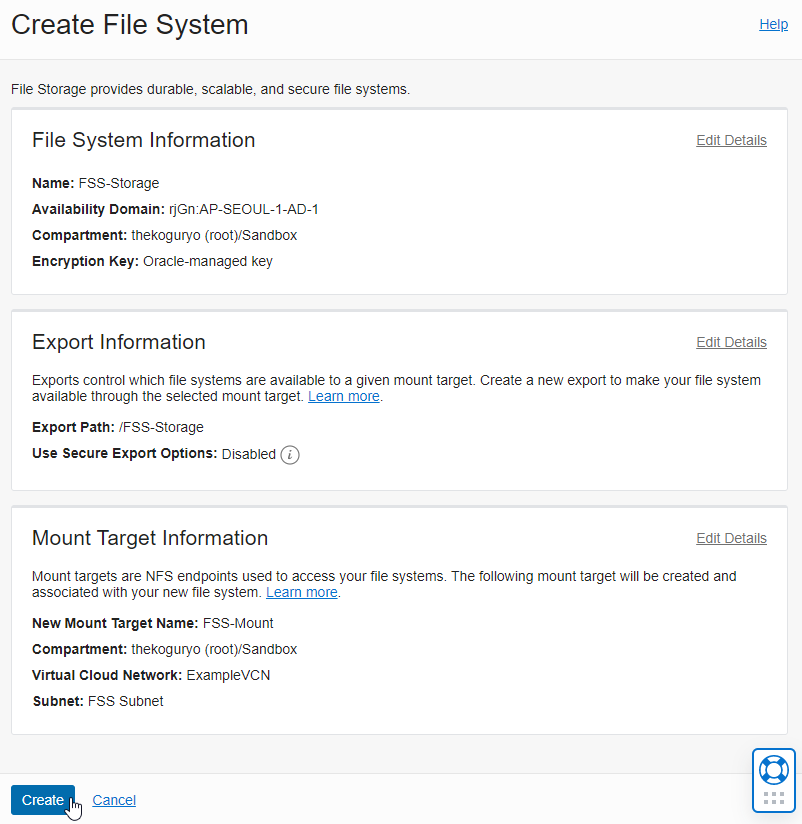 Create File System
Help
File Storage provides durable, scalable, and secure file systems.
File System Information
Edit Details
Name: FSS-Storage
Availability Domain: rjGn:AP-SEOUL-1-AD-1
Compartment: thekoguryo (root)/Sandbox
Encryption Key: Oracle-managed key
Export Information
Edit Details
Exports control which file systems are available to a given mount target. Create a new export to make your file system
available through the selected mount target. Learn more.
Export Path: /FSS-Storage
Use Secure Export Options: Disabled i
Mount Target Information
Edit Details
Mount targets are NFS endpoints used to access your file systems. The following mount target will be created and
associated with your new file system. Learn more.
New Mount Target Name: FSS-Mount
Compartment: thekoguryo (root)/Sandbox
Virtual Cloud Network: ExampleVCN
Subnet: FSS Subnet
Create
Cancel